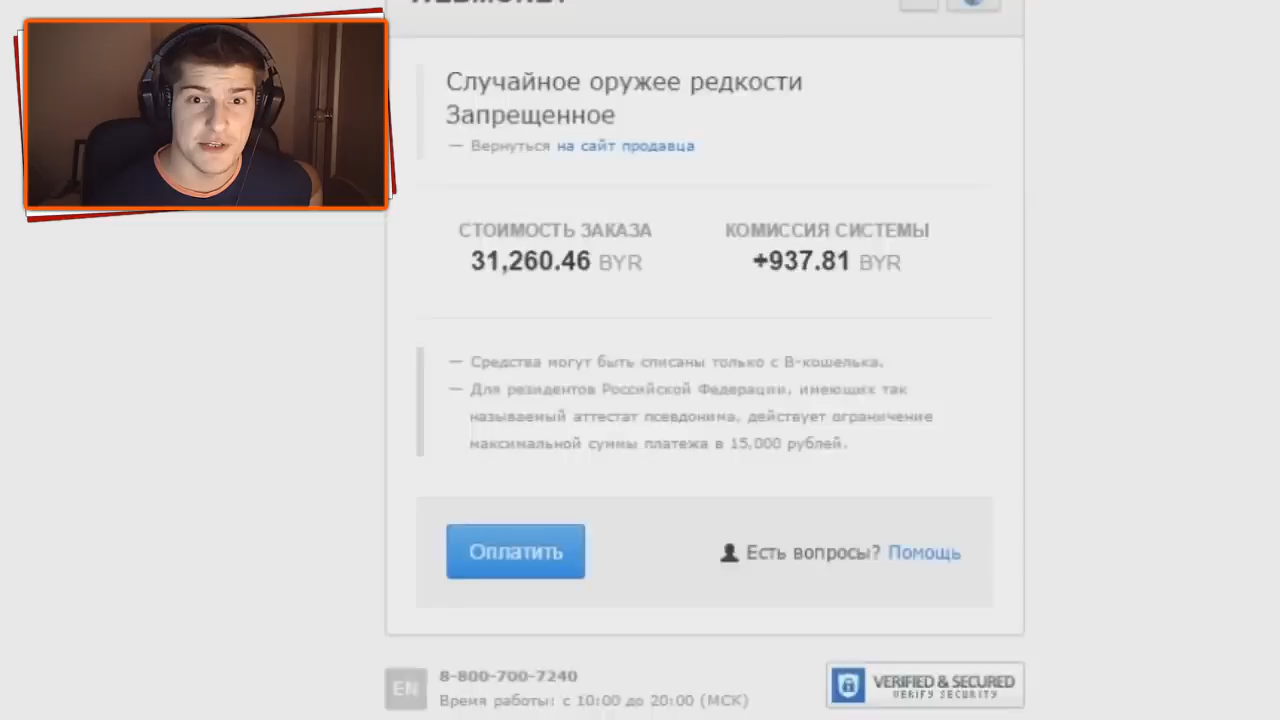 Случайное оружее редкости
Запрещенное
— Вернуться на сайт продавца
СТОИМОСТЬ ЗАКАЗА КОМИССИЯ СИСТЕМЫ
31,260.46 BYR +937.81 BYR
— Средства могут быть списаны только с B-кошелька.
— Для резидентов Российской Федерации, имеющих так
называемый аттестат псевдонима, действует ограничение
максимальной суммы платежа в 15,000 рублей.
Оплатить Есть вопросы? Помощь
EN 8-800-700-7240
Время работы: с 10:00 до 20:00 (МСК)
VERIFIED & SECURED
VERIFY SECURITY